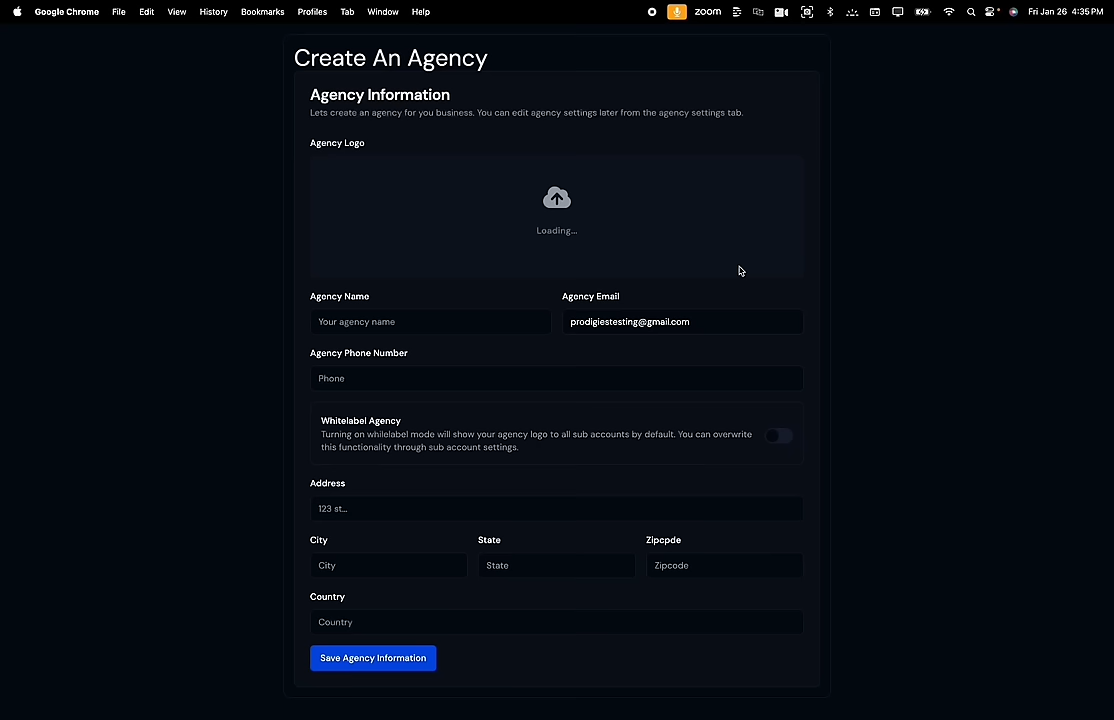 Google Chrome File Edit View History Bookmarks Profiles Tab Window Help zoom Fri Jan 26 4:35 PM
Create An Agency
Agency Information
Lets create an agency for you business. You can edit agency settings later from the agency settings tab.
Agency Logo
Loading...
Agency Name Agency Email
Your agency name prodigiestesting@gmail.com
Agency Phone Number
Phone
Whitelabel Agency
Turning on whilelabel mode will show your agency logo to all sub accounts by default. You can overwrite
this functionality through sub account settings.
Address
123 st...
City State Zipcpde
City State Zipcode
Country
Country
Save Agency Information